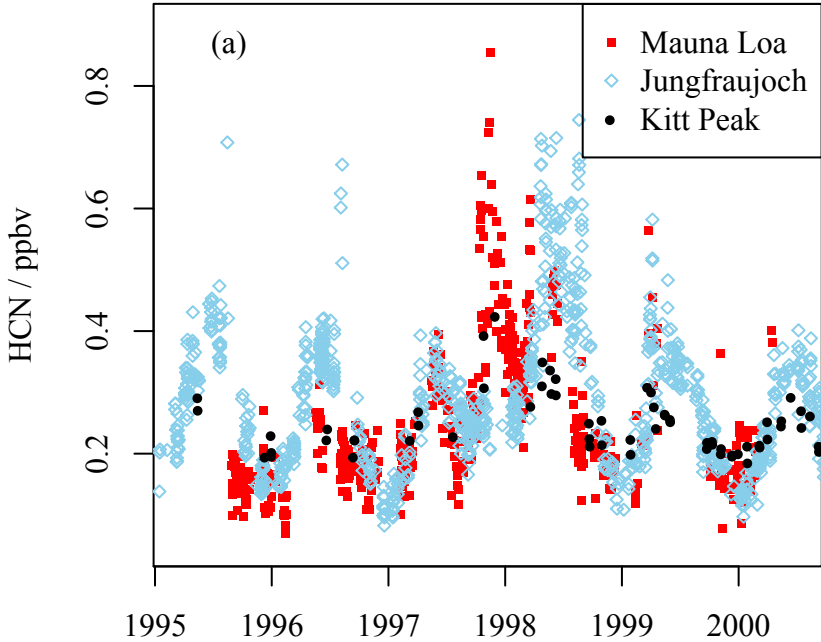 (a)
Mauna Loa
Jungfraujoch
Kitt Peak
HCN / ppbv
0.8
0.6
0.4
0.2
1995 1996 1997 1998 1999 2000